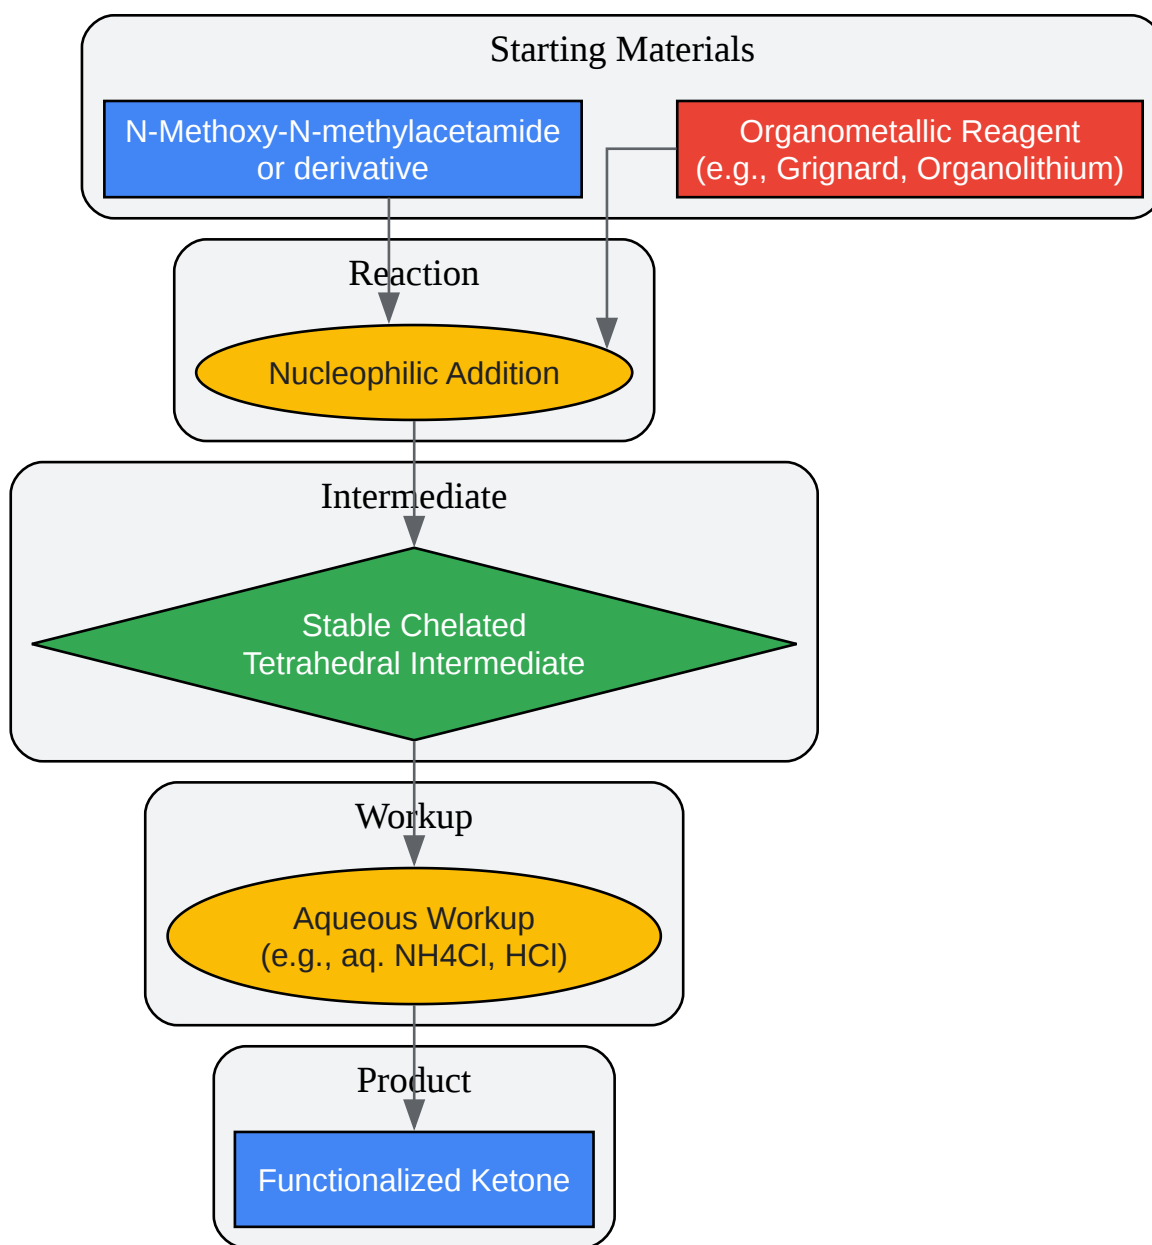 Starting Materials
N-Methoxy-N-methylacetamide
or derivative
Organometallic Reagent
(e.g., Grignard, Organolithium)
Reaction
Nucleophilic Addition
Intermediate
Stable Chelated
Tetrahedral Intermediate
Workup
Aqueous Workup
(e.g., aq. NH4Cl, HCl)
Product
Functionalized Ketone